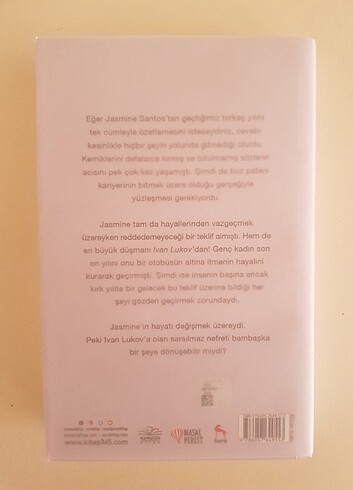 Eğer Jasmine Santos'tan geçtiğimiz birkaç yılını
tek cümleyle özetlemesini isteseydiniz, cevabı
kesinlikle hiçbir şeyin yolunda gitmediği olurdu.
Kemiklerini defalarca kırmış ve tutulmamış sözlerin
acısını pek çok kez yaşamıştı. Şimdi de buz pateni
kariyerinin bitmek üzere olduğu gerçeğiyle
yüzleşmesi gerekiyordu.
Jasmine tam da hayallerinden vazgeçmek
üzereyken reddedemeyeceği bir teklif almıştı. Hem de
en büyük düşmanı Ivan Lukov'dan! Genç kadın son
on yılını onu bir otobüsün altına itmenin hayalini
kurarak geçirmişti. Şimdi ise insanın başına ancak
kırk yılda bir gelecek bu teklif üzerine bildiği her
şeyi gözden geçirmek zorundaydı.
Jasmine'in hayatı değişmek üzereydi.
Peki Ivan Lukov'a olan sarsılmaz nefreti bambaşka
bir şeye dönüşebilir miydi?
www.kitap365.com
MASAL
PEREST